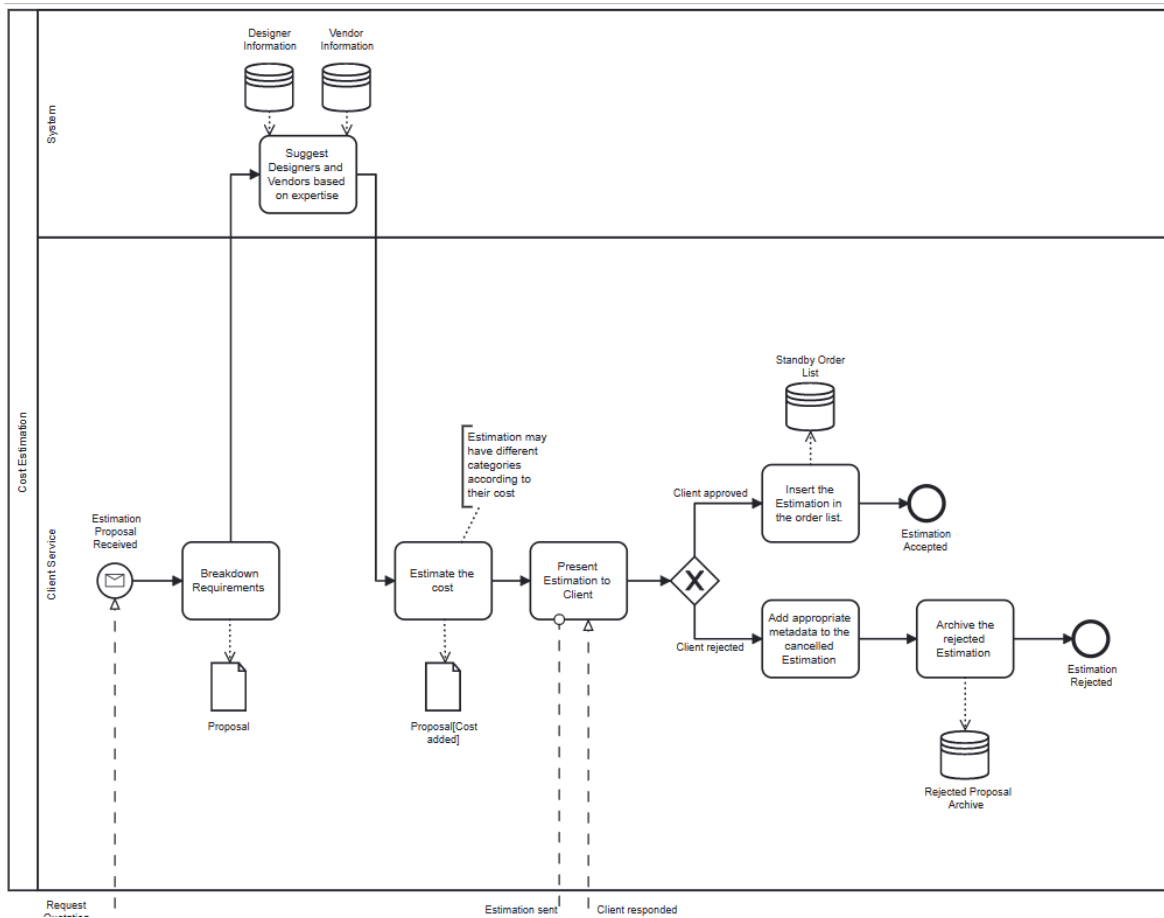 Designer
Information
Vendor
Information
System
Suggest
Designers and
Vendors based
on expertise
Cost Estimation
Client Service
Estimation
Proposal
Received
Breakdown
Requirements
Proposal
Estimation may
have different
categories
according to
their cost
Estimate the
cost
Proposal[Cost
added]
Present
Estimation to
Client
X
Client approved
Client rejected
Standby Order
List
Insert the
Estimation in
the order list.
Estimation
Accepted
Add appropriate
metadata to the
cancelled
Estimation
Archive the
rejected
Estimation
Estimation
Rejected
Rejected Proposal
Archive
Request
Quotation
Estimation sent
Client responded